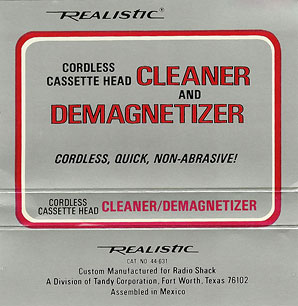 REALISTIC®
CORDLESS
CASSETTE HEAD CLEANER
AND
DEMAGNETIZER
CORDLESS, QUICK, NON-ABRASIVE!
CORDLESS
CASSETTE HEAD CLEANER/DEMAGNETIZER
REALISTIC
CAT. NO. 44-631
Custom Manufactured for Radio Shack
A Division of Tandy Corporation, Fort Worth, Texas 76102
Assembled in Mexico